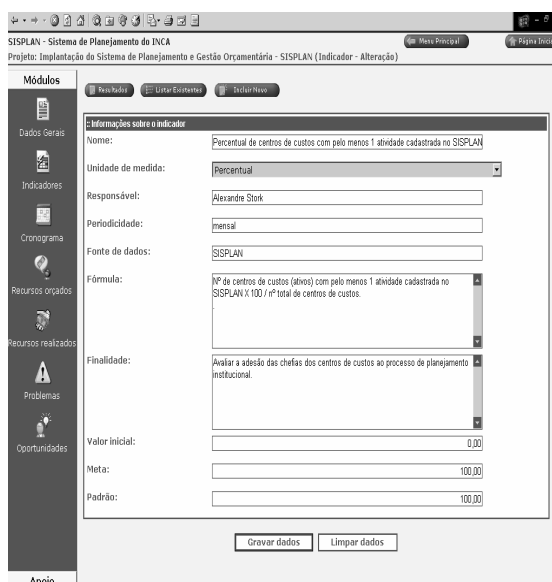 SISPLAN - Sistema de Planejamento do INCA
Menu Principal
Página Inici
Projeto: Implantação do Sistema de Planejamento e Gestão Orçamentária - SISPLAN (Indicador - Alteração)
Módulos
Resultados
Listar Existentes
Incluir Novo
Dados Gerais
Indicadores
Cronograma
Recursos orçados
Recursos realizados
Problemas
Oportunidades
Apoio
:: Informações sobre o indicador
Nome:
Percentual de centros de custos com pelo menos 1 atividade cadastrada no SISPLAN
Unidade de medida:
Percentual
Responsável:
Alexandre Stork
Periodicidade:
mensal
Fonte de dados:
SISPLAN
Fórmula:
Nº de centros de custos (ativos) com pelo menos 1 atividade cadastrada no
SISPLAN X 100 / nº total de centros de custos.
.
Finalidade:
Avaliar a adesão das chefias dos centros de custos ao processo de planejamento
institucional.
Valor inicial:
0,00
Meta:
100,00
Padrão:
100,00
Gravar dados
Limpar dados